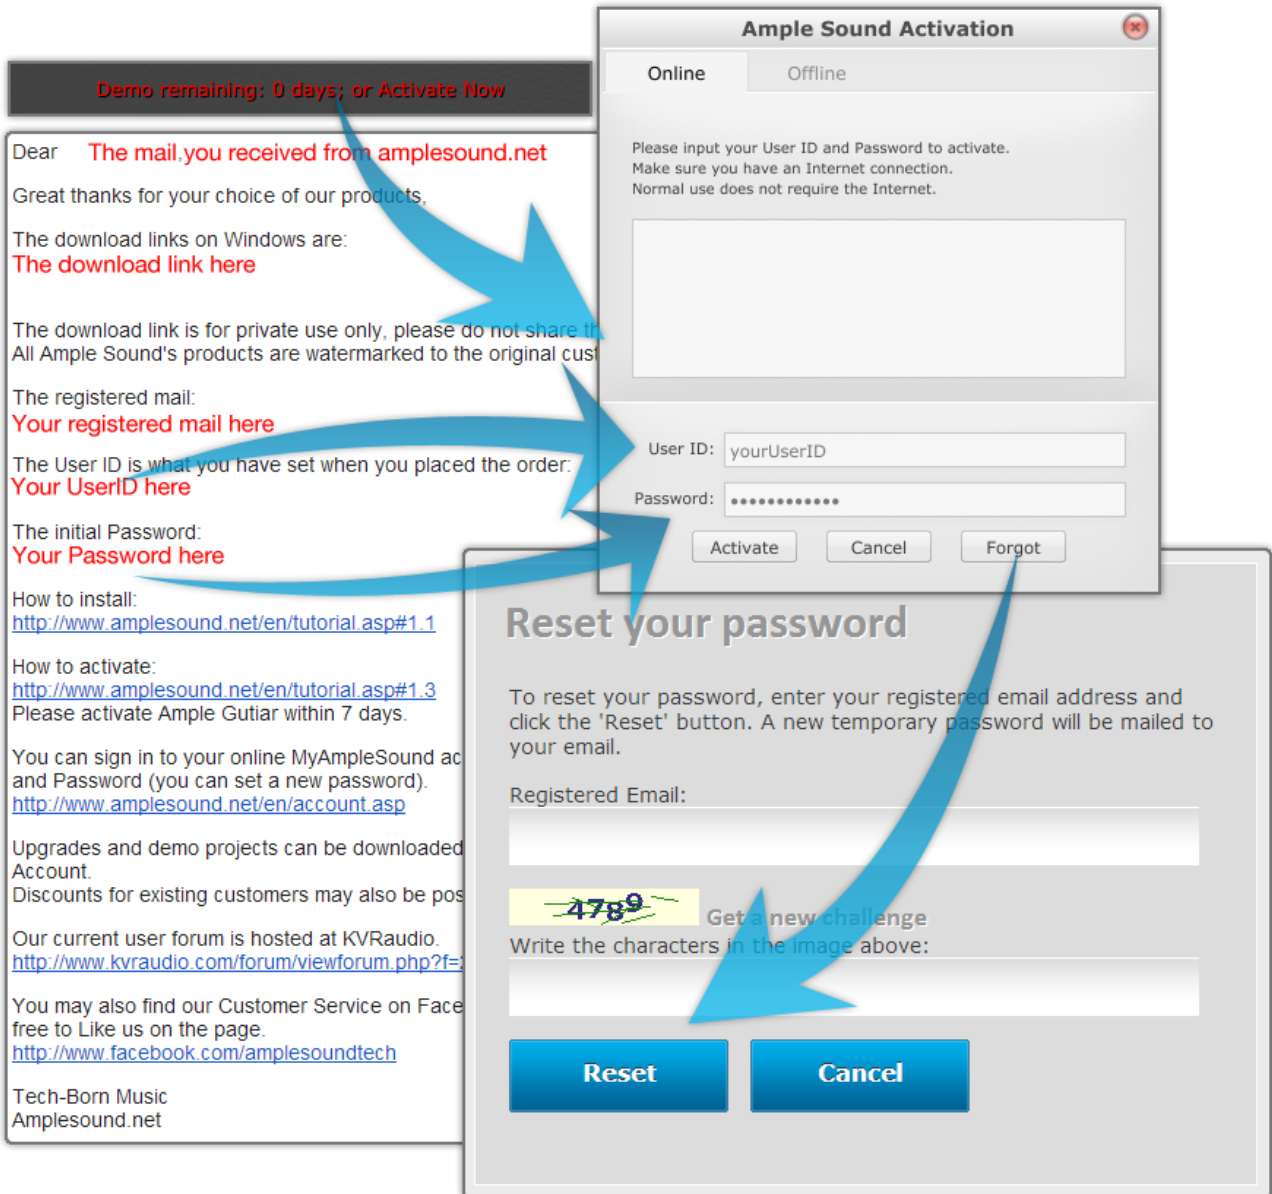 Demo remaining: 0 days; or Activate Now
Dear The mail,you received from amplesound.net
Great thanks for your choice of our products,
The download links on Windows are:
The download link here
The download link is for private use only, please do not share th
All Ample Sound's products are watermarked to the original cust
The registered mail:
Your registered mail here
The User ID is what you have set when you placed the order:
Your UserID here
The initial Password:
Your Password here
How to install:
http://www.amplesound.net/en/tutorial.asp#1.1
How to activate:
http://www.amplesound.net/en/tutorial.asp#1.3
Please activate Ample Gutiar within 7 days.
You can sign in to your online MyAmpleSound ac
and Password (you can set a new password).
http://www.amplesound.net/en/account.asp
Upgrades and demo projects can be downloaded
Account.
Discounts for existing customers may also be pos
Our current user forum is hosted at KVRaudio.
http://www.kvraudio.com/forum/viewforum.php?f=
You may also find our Customer Service on Face
free to Like us on the page.
http://www.facebook.com/amplesoundtech
Tech-Born Music
Amplesound.net
Ample Sound Activation
Online Offline
Please input your User ID and Password to activate.
Make sure you have an Internet connection.
Normal use does not require the Internet.
User ID: yourUserID
Password: ••••••••••••
Activate Cancel Forgot
Reset your password
To reset your password, enter your registered email address and
click the 'Reset' button. A new temporary password will be mailed to
your email.
Registered Email:
4789 Get a new challenge
Write the characters in the image above:
Reset Cancel